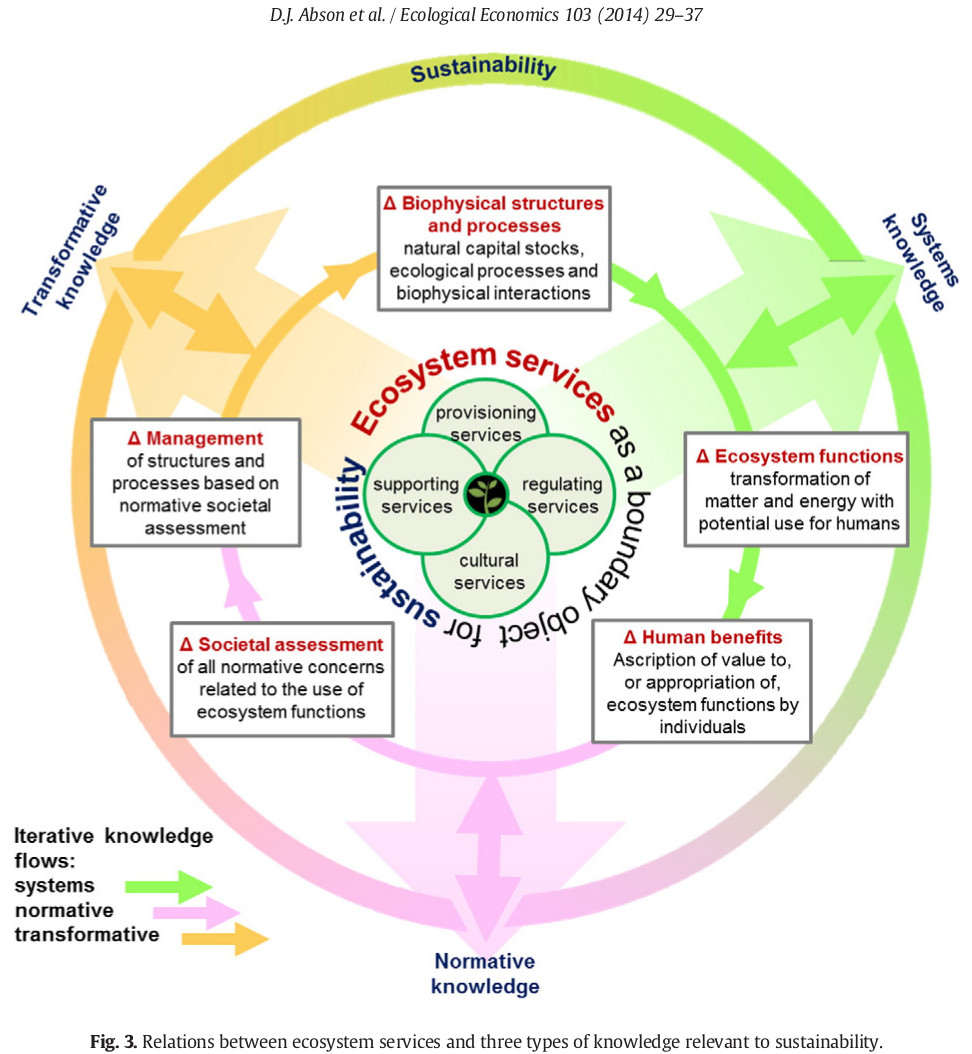 D.J. Abson et al. / Ecological Economics 103 (2014) 29–37
Sustainability
Transformative
knowledge
Systems
knowledge
Δ Biophysical structures
and processes
natural capital stocks,
ecological processes and
biophysical interactions
Ecosystem services as a boundary object for sustainability
provisioning
services
supporting
services
regulating
services
cultural
services
Δ Management
of structures and
processes based on
normative societal
assessment
Δ Ecosystem functions
transformation of
matter and energy with
potential use for humans
Δ Societal assessment
of all normative concerns
related to the use of
ecosystem functions
Δ Human benefits
Ascription of value to,
or appropriation of,
ecosystem functions by
individuals
Iterative knowledge
flows:
systems
normative
transformative
Normative
knowledge
Fig. 3. Relations between ecosystem services and three types of knowledge relevant to sustainability.